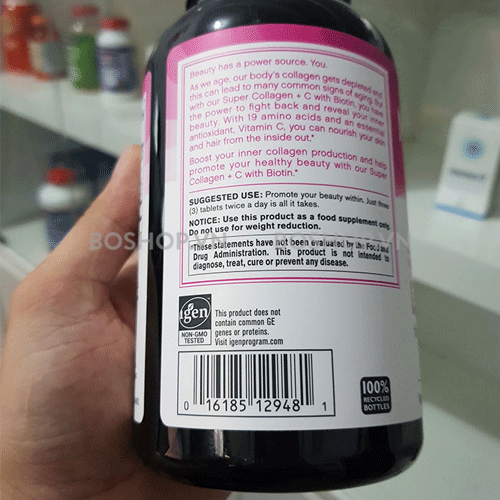 Beauty has a power source. You.
As we age, our body's collagen gets depleted and
this can lead to many common signs of aging. But
with our Super Collagen + C with Biotin, you have
the power to fight back and reveal your inner
beauty. With 19 amino acids and an essential
antioxidant, Vitamin C, you can nourish your skin
and hair from the inside out.*
Boost your inner collagen production and help
promote your healthy beauty with our Super
Collagen + C with Biotin.*
SUGGESTED USE: Promote your beauty within. Just three
(3) tablets twice a day is all it takes.
NOTICE: Use this product as a food supplement only.
Do not use for weight reduction.
BOSHOP.VN
*These statements have not been evaluated by the Food and
Drug Administration. This product is not intended to
diagnose, treat, cure or prevent any disease.
igen
NON-GMO
TESTED
This product does not
contain common GE
genes or proteins.
Visit igenprogram.com
0 16185 12948 1
100%
RECYCLED
BOTTLES